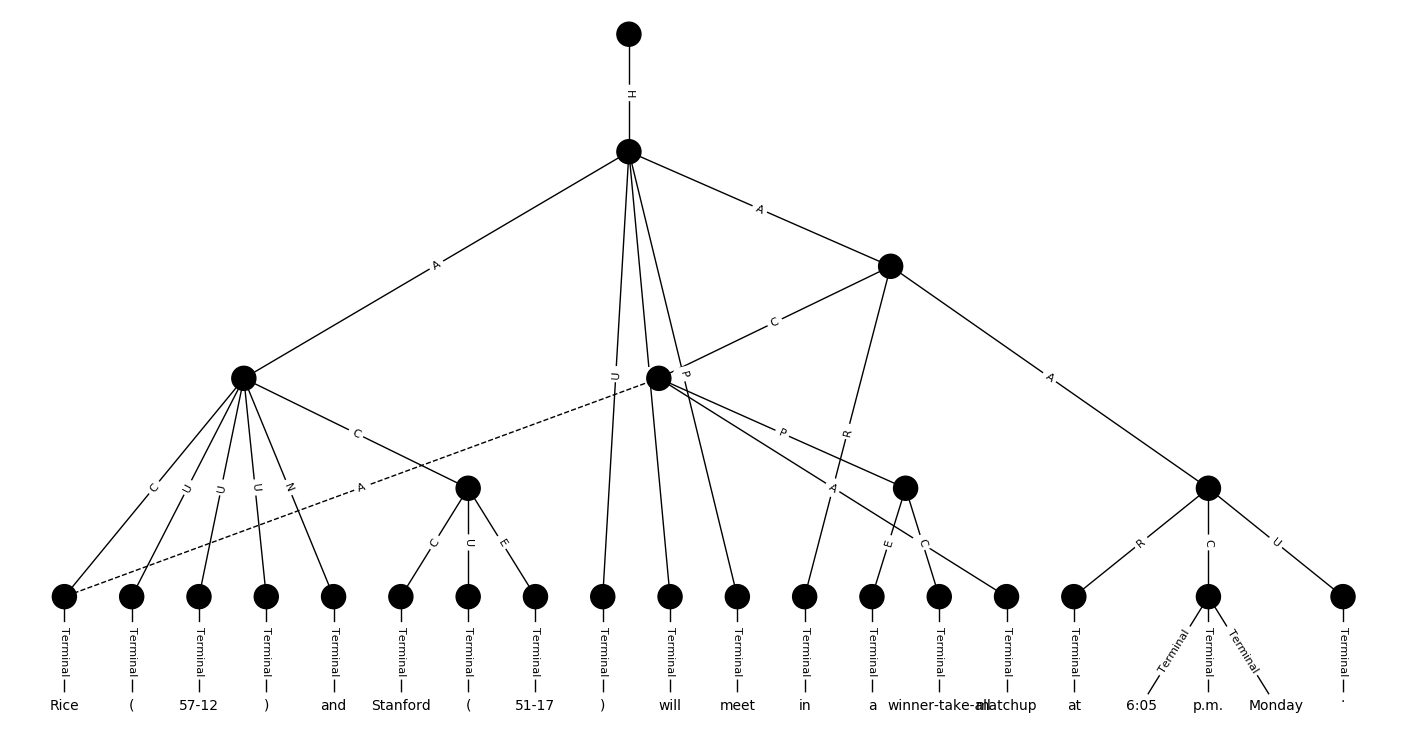 H
A
A
C
U
P
A
C
P
R
C
U
U
U
N
A
A
C
U
E
E
C
R
C
U
Terminal Terminal Terminal Terminal Terminal Terminal Terminal Terminal Terminal Terminal Terminal Terminal Terminal Terminal Terminal Terminal Terminal Terminal Terminal Terminal
Rice ( 57-12 ) and Stanford ( 51-17 ) will meet in a winner-take-all matchup at 6:05 p.m. Monday .